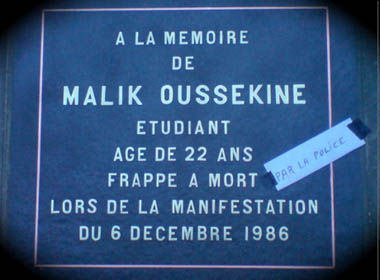 A LA MEMOIRE
DE
MALIK OUSSEKINE
ETUDIANT
AGE DE 22 ANS
FRAPPE A MORT
PAR LA POLICE
LORS DE LA MANIFESTATION
DU 6 DECEMBRE 1986